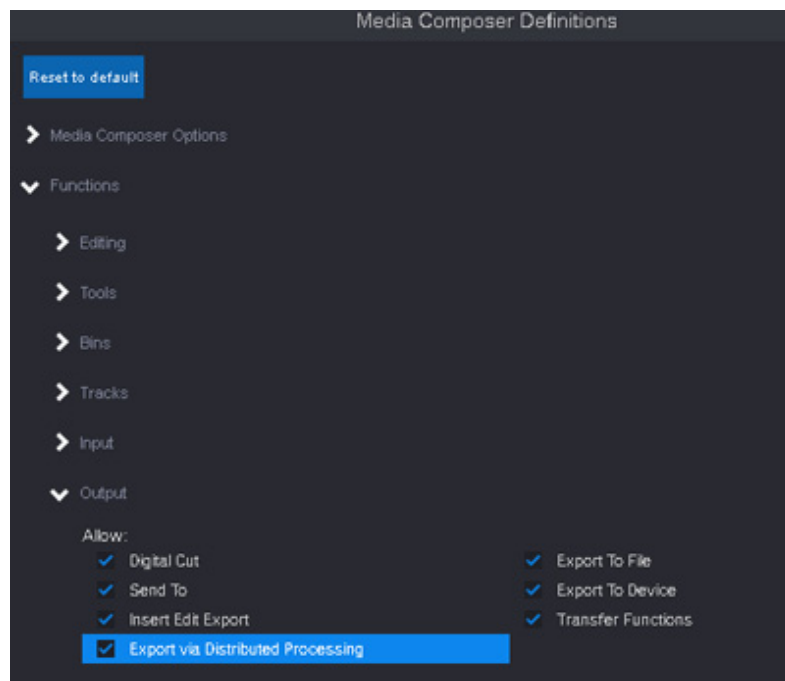 Media Composer Definitions
Reset to default
Media Composer Options
Functions
Editing
Tools
Bins
Tracks
Input
Output
Allow:
Digital Cut
Export To File
Send To
Export To Device
Insert Edit Export
Transfer Functions
Export via Distributed Processing